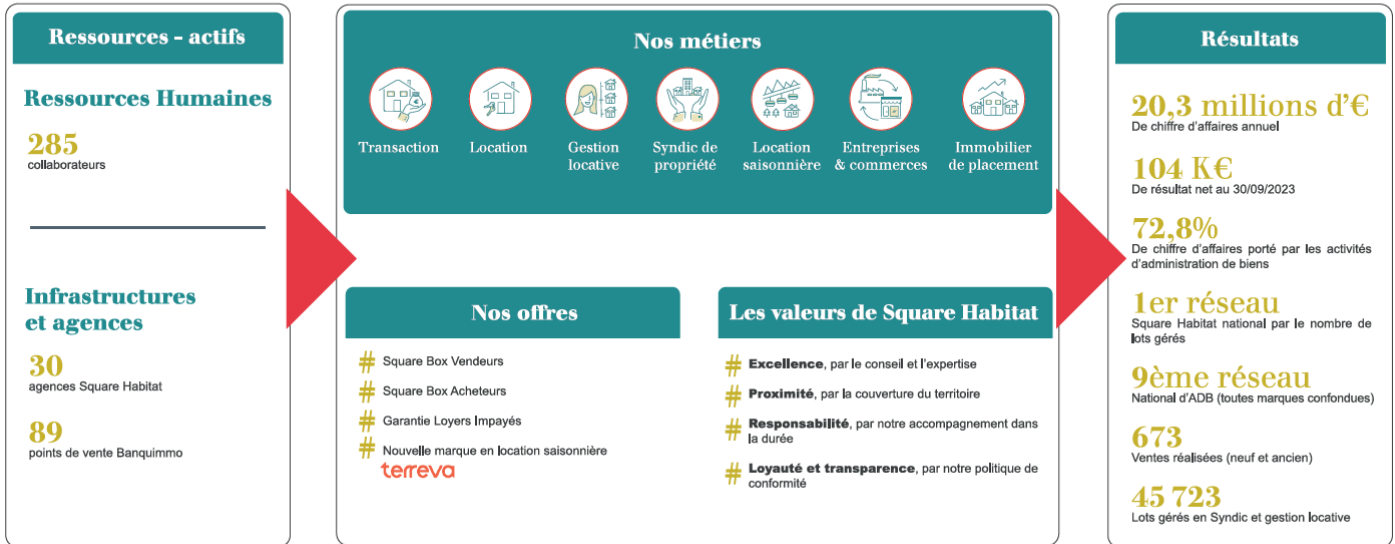 Ressources - actifs
Ressources Humaines
285
collaborateurs
Infrastructures
et agences
30
agences Square Habitat
89
points de vente Banquimmo
Nos métiers
Transaction
Location
Gestion
locative
Syndic de
propriété
Location
saisonnière
Entreprises
& commerces
Immobilier
de placement
Nos offres
# Square Box Vendeurs
# Square Box Acheteurs
# Garantie Loyers Impayés
# Nouvelle marque en location saisonnière
terreva
Les valeurs de Square Habitat
# Excellence, par le conseil et l'expertise
# Proximité, par la couverture du territoire
# Responsabilité, par notre accompagnement dans
la durée
# Loyauté et transparence, par notre politique de
conformité
Résultats
20,3 millions d'€
De chiffre d'affaires annuel
104 K€
De résultat net au 30/09/2023
72,8%
De chiffre d'affaires porté par les activités
d'administration de biens
1er réseau
Square Habitat national par le nombre de
lots gérés
9ème réseau
National d'ADB (toutes marques confondues)
673
Ventes réalisées (neuf et ancien)
45 723
Lots gérés en Syndic et gestion locative